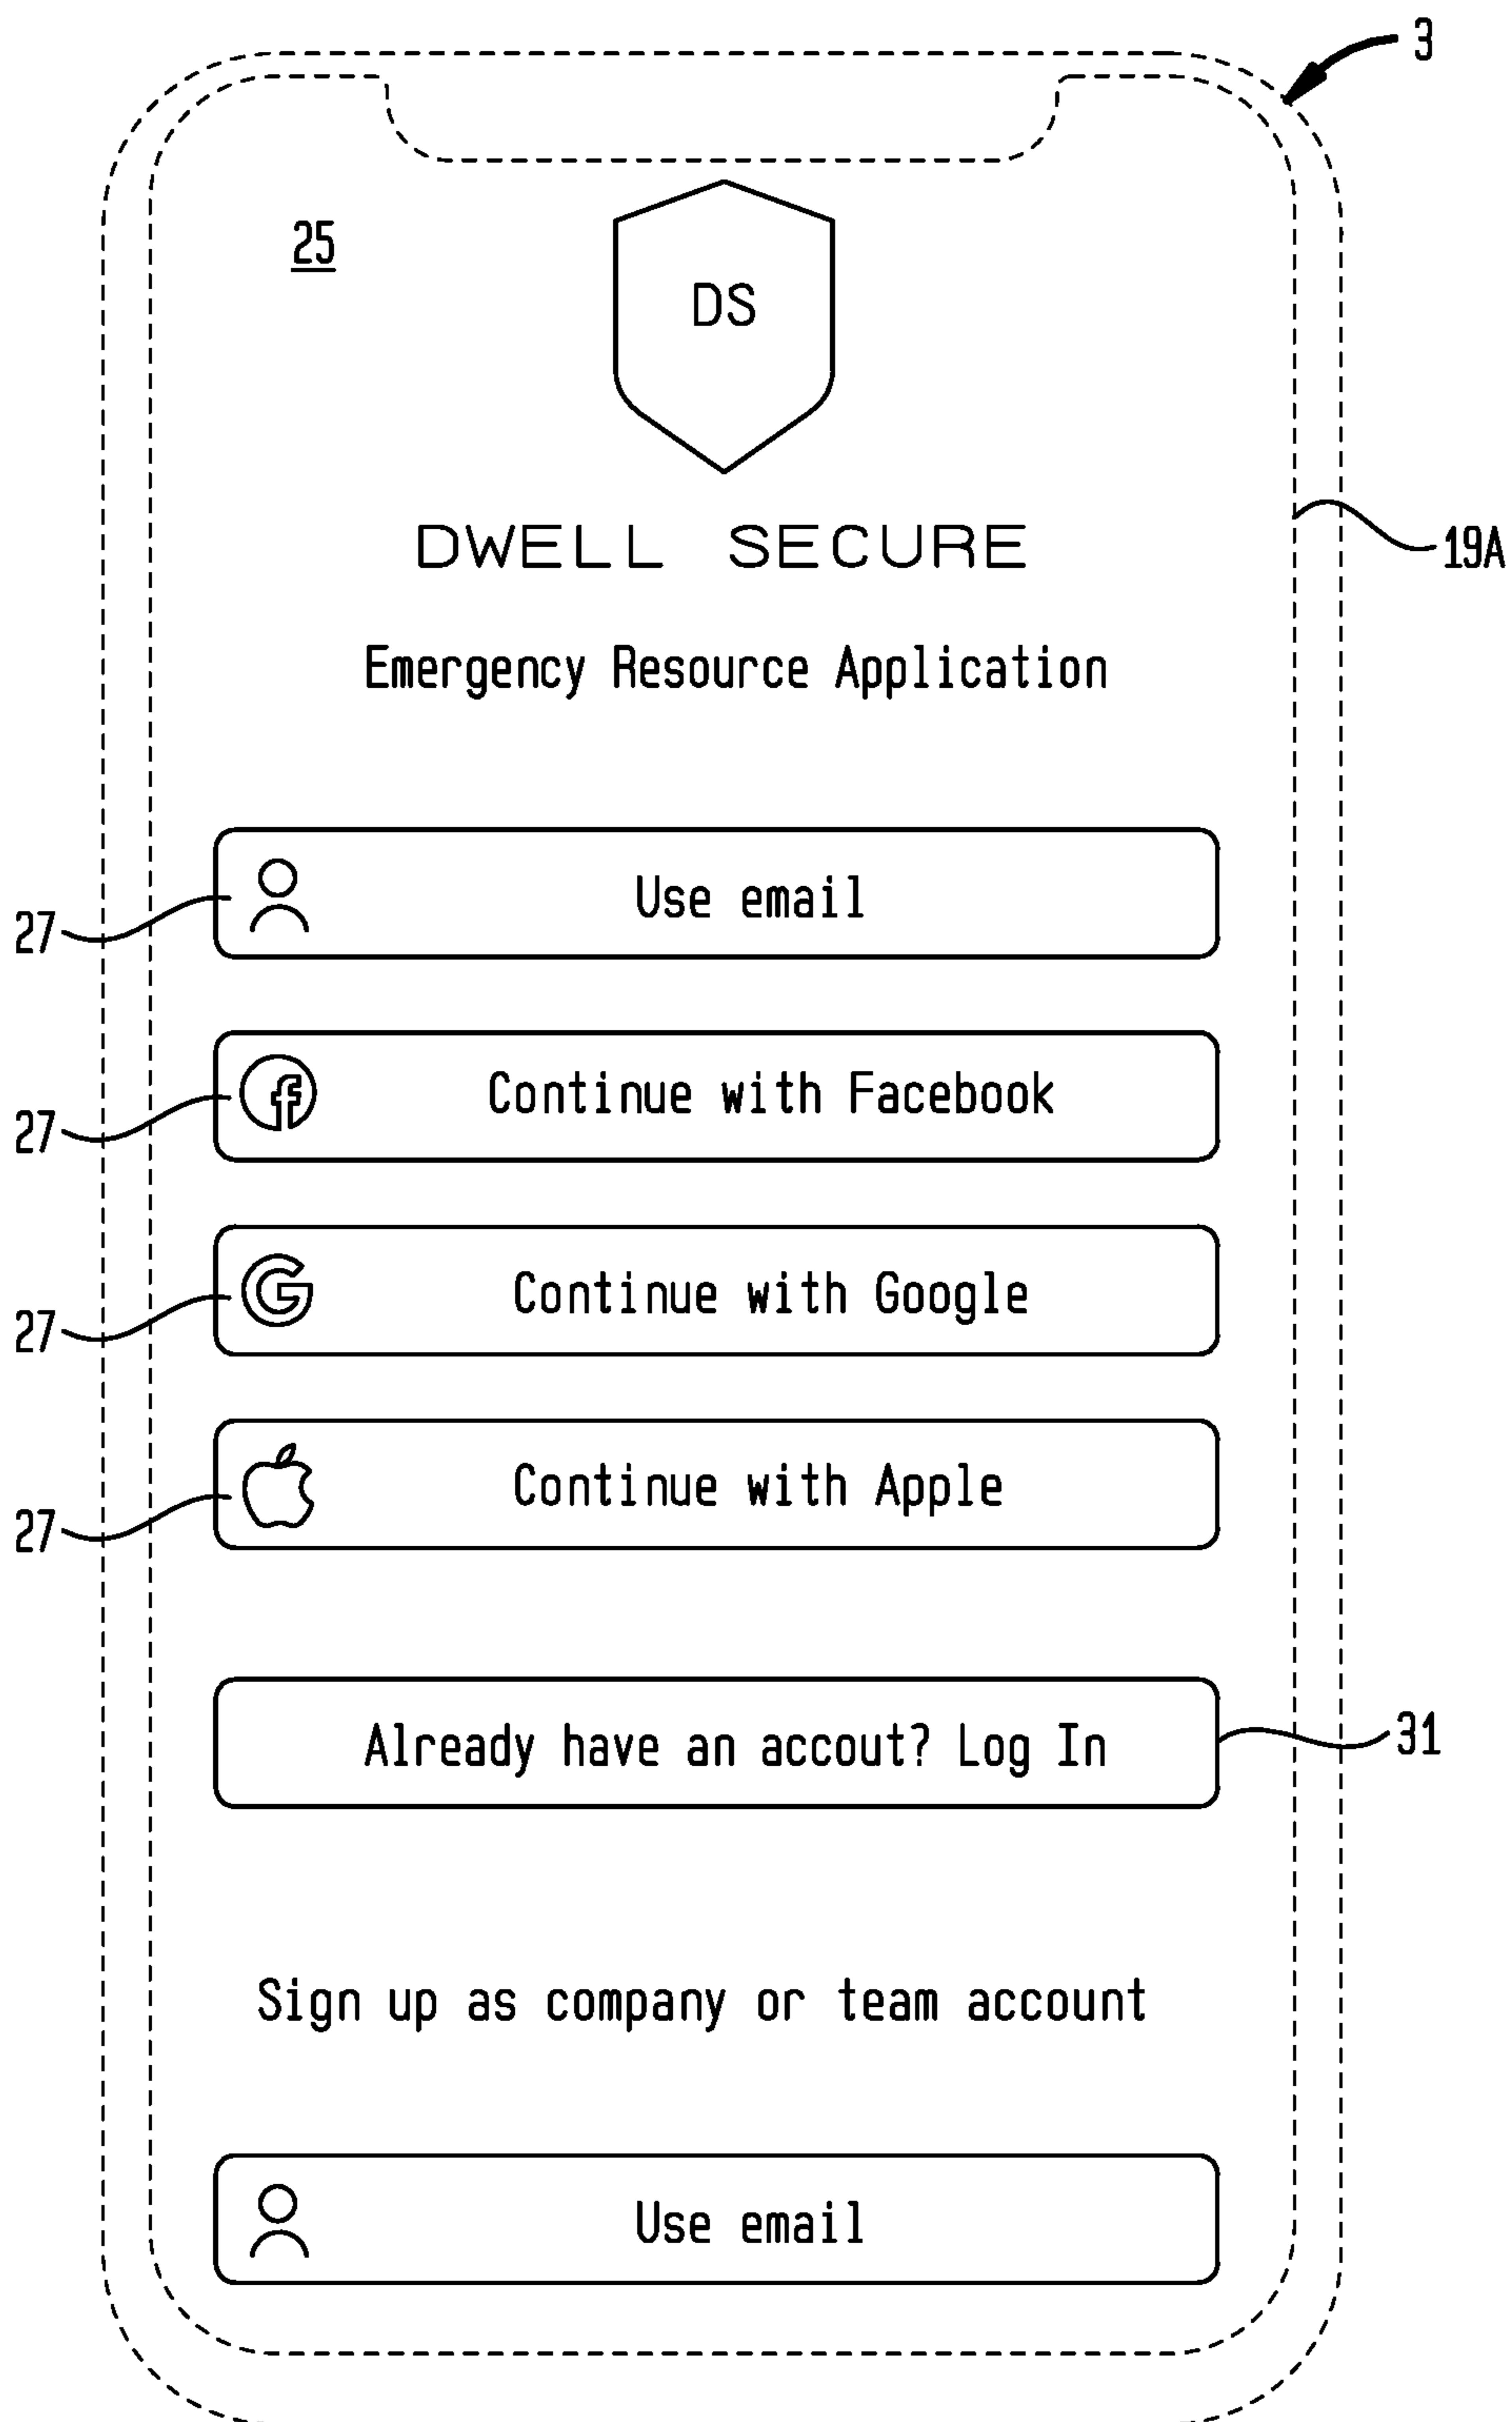 3
25
DS
DWELL SECURE
19A
Emergency Resource Application
27
Use email
27
Continue with Facebook
27
Continue with Google
27
Continue with Apple
Already have an accout? Log In
31
Sign up as company or team account
Use email